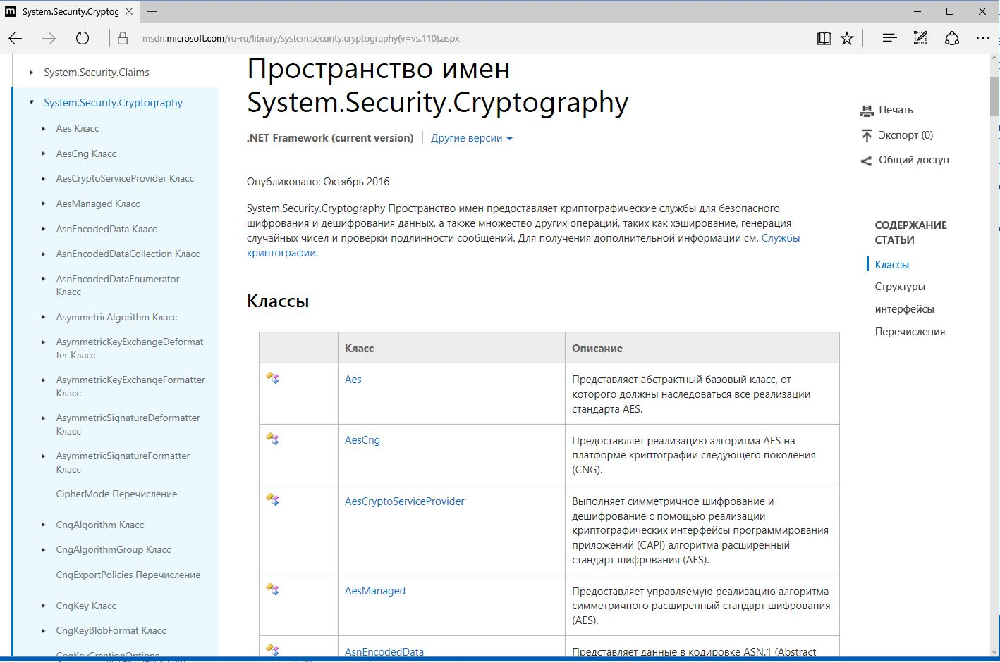 System.Security.Cryptog
msdn.microsoft.com/ru-ru/library/system.security.cryptography(v=vs.110).aspx
System.Security.Claims
System.Security.Cryptography
Aes Класс
AesCng Класс
AesCryptoServiceProvider Класс
AesManaged Класс
AsnEncodedData Класс
AsnEncodedDataCollection Класс
AsnEncodedDataEnumerator
Класс
AsymmetricAlgorithm Класс
AsymmetricKeyExchangeDeformat
ter Класс
AsymmetricKeyExchangeFormatter
Класс
AsymmetricSignatureDeformatter
Класс
AsymmetricSignatureFormatter
Класс
CipherMode Перечисление
CngAlgorithm Класс
CngAlgorithmGroup Класс
CngExportPolicies Перечисление
CngKey Класс
CngKeyBlobFormat Класс
CngKeyCreationOptions
Пространство имен
System.Security.Cryptography
.NET Framework (current version)
Другие версии
Опубликовано: Октябрь 2016
System.Security.Cryptography Пространство имен предоставляет криптографические службы для безопасного
шифрования и дешифрования данных, а также множество других операций, таких как хэширование, генерация
случайных чисел и проверки подлинности сообщений. Для получения дополнительной информации см. Службы
криптографии.
Классы
Класс
Описание
Aes
Представляет абстрактный базовый класс, от
которого должны наследоваться все реализации
стандарта AES.
AesCng
Предоставляет реализацию алгоритма AES на
платформе криптографии следующего поколения
(CNG).
AesCryptoServiceProvider
Выполняет симметричное шифрование и
дешифрование с помощью реализации
криптографических интерфейсы программирования
приложений (CAPI) алгоритма расширенный
стандарт шифрования (AES).
AesManaged
Предоставляет управляемую реализацию алгоритма
симметричного расширенный стандарт шифрования
(AES).
AsnEncodedData
Представляет данные в кодировке ASN.1 (Abstract
Печать
Экспорт (0)
Общий доступ
СОДЕРЖАНИЕ
СТАТЬИ
Классы
Структуры
интерфейсы
Перечисления